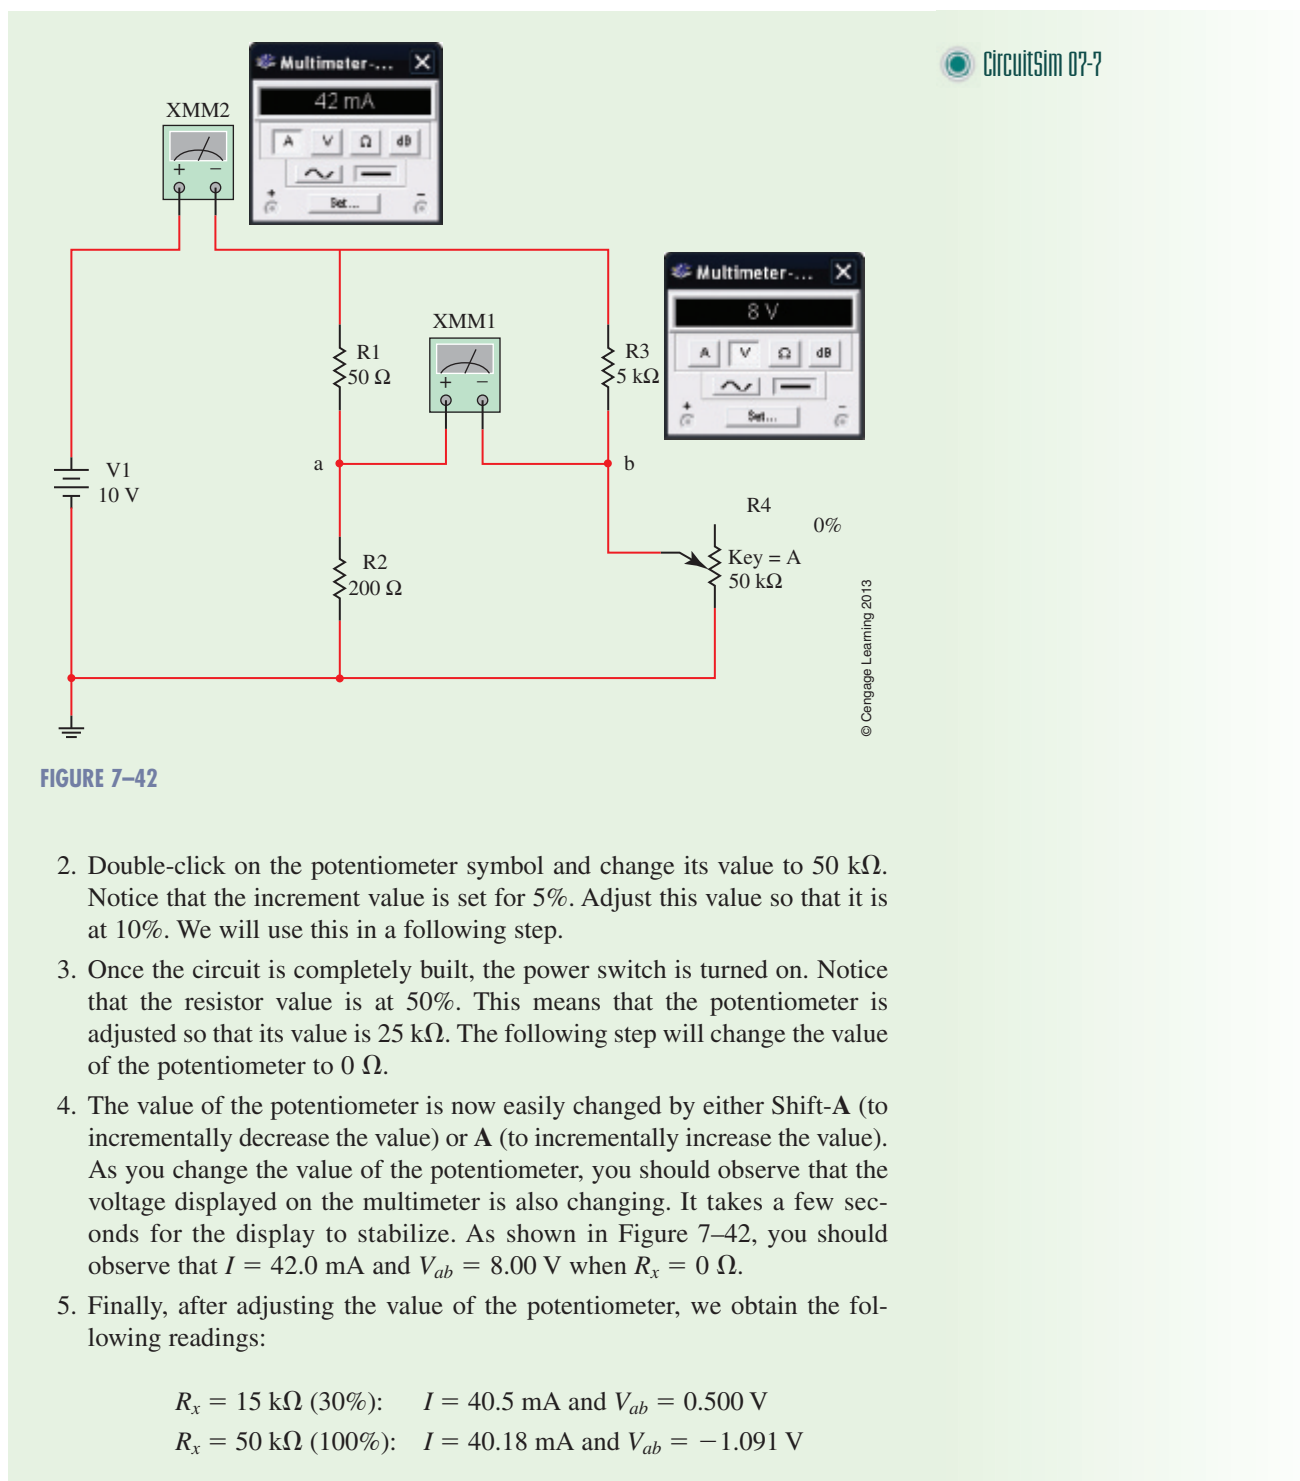 CircuitSim 07-7
Multimeter-...
42 mA
A V Ω dB
+ −
Set...
XMM2
+ −
Multimeter-...
8 V
A V Ω dB
+ −
Set...
XMM1
+ −
R1
50 Ω
R3
5 kΩ
a
b
V1
10 V
R4
0%
Key = A
50 kΩ
R2
200 Ω
© Cengage Learning 2013
FIGURE 7–42
2. Double-click on the potentiometer symbol and change its value to 50 kΩ.
Notice that the increment value is set for 5%. Adjust this value so that it is
at 10%. We will use this in a following step.
3. Once the circuit is completely built, the power switch is turned on. Notice
that the resistor value is at 50%. This means that the potentiometer is
adjusted so that its value is 25 kΩ. The following step will change the value
of the potentiometer to 0 Ω.
4. The value of the potentiometer is now easily changed by either Shift-A (to
incrementally decrease the value) or A (to incrementally increase the value).
As you change the value of the potentiometer, you should observe that the
voltage displayed on the multimeter is also changing. It takes a few sec-
onds for the display to stabilize. As shown in Figure 7–42, you should
observe that I = 42.0 mA and Vab = 8.00 V when Rx = 0 Ω.
5. Finally, after adjusting the value of the potentiometer, we obtain the fol-
lowing readings:
Rx = 15 kΩ (30%): I = 40.5 mA and Vab = 0.500 V
Rx = 50 kΩ (100%): I = 40.18 mA and Vab = −1.091 V